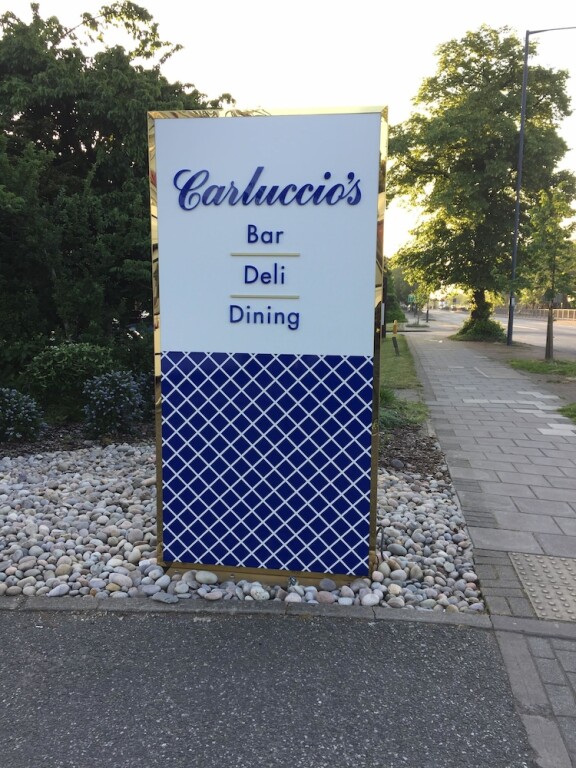 Carluccio's
Bar
Deli
Dining